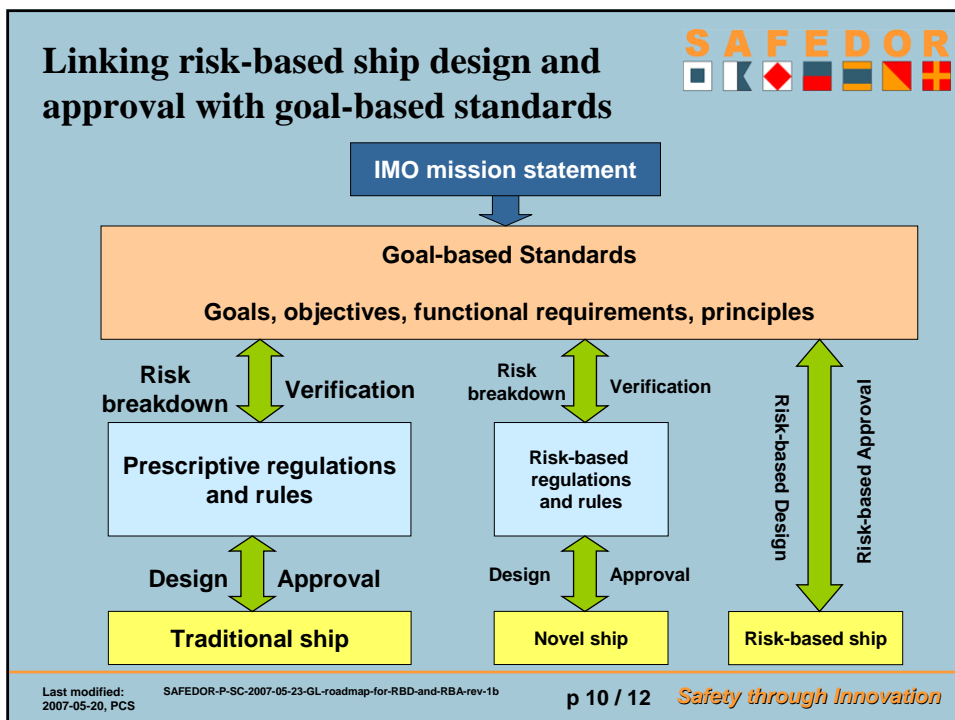 Linking risk-based ship design and
approval with goal-based standards
S A F E D O R
IMO mission statement
Goal-based Standards
Goals, objectives, functional requirements, principles
Risk
breakdown
Verification
Risk
breakdown
Verification
Risk-based Design
Risk-based Approval
Prescriptive regulations
and rules
Risk-based
regulations
and rules
Design
Approval
Design
Approval
Traditional ship
Novel ship
Risk-based ship
Last modified:
2007-05-20, PCS
SAFEDOR-P-SC-2007-05-23-GL-roadmap-for-RBD-and-RBA-rev-1b
p 10 / 12
Safety through Innovation